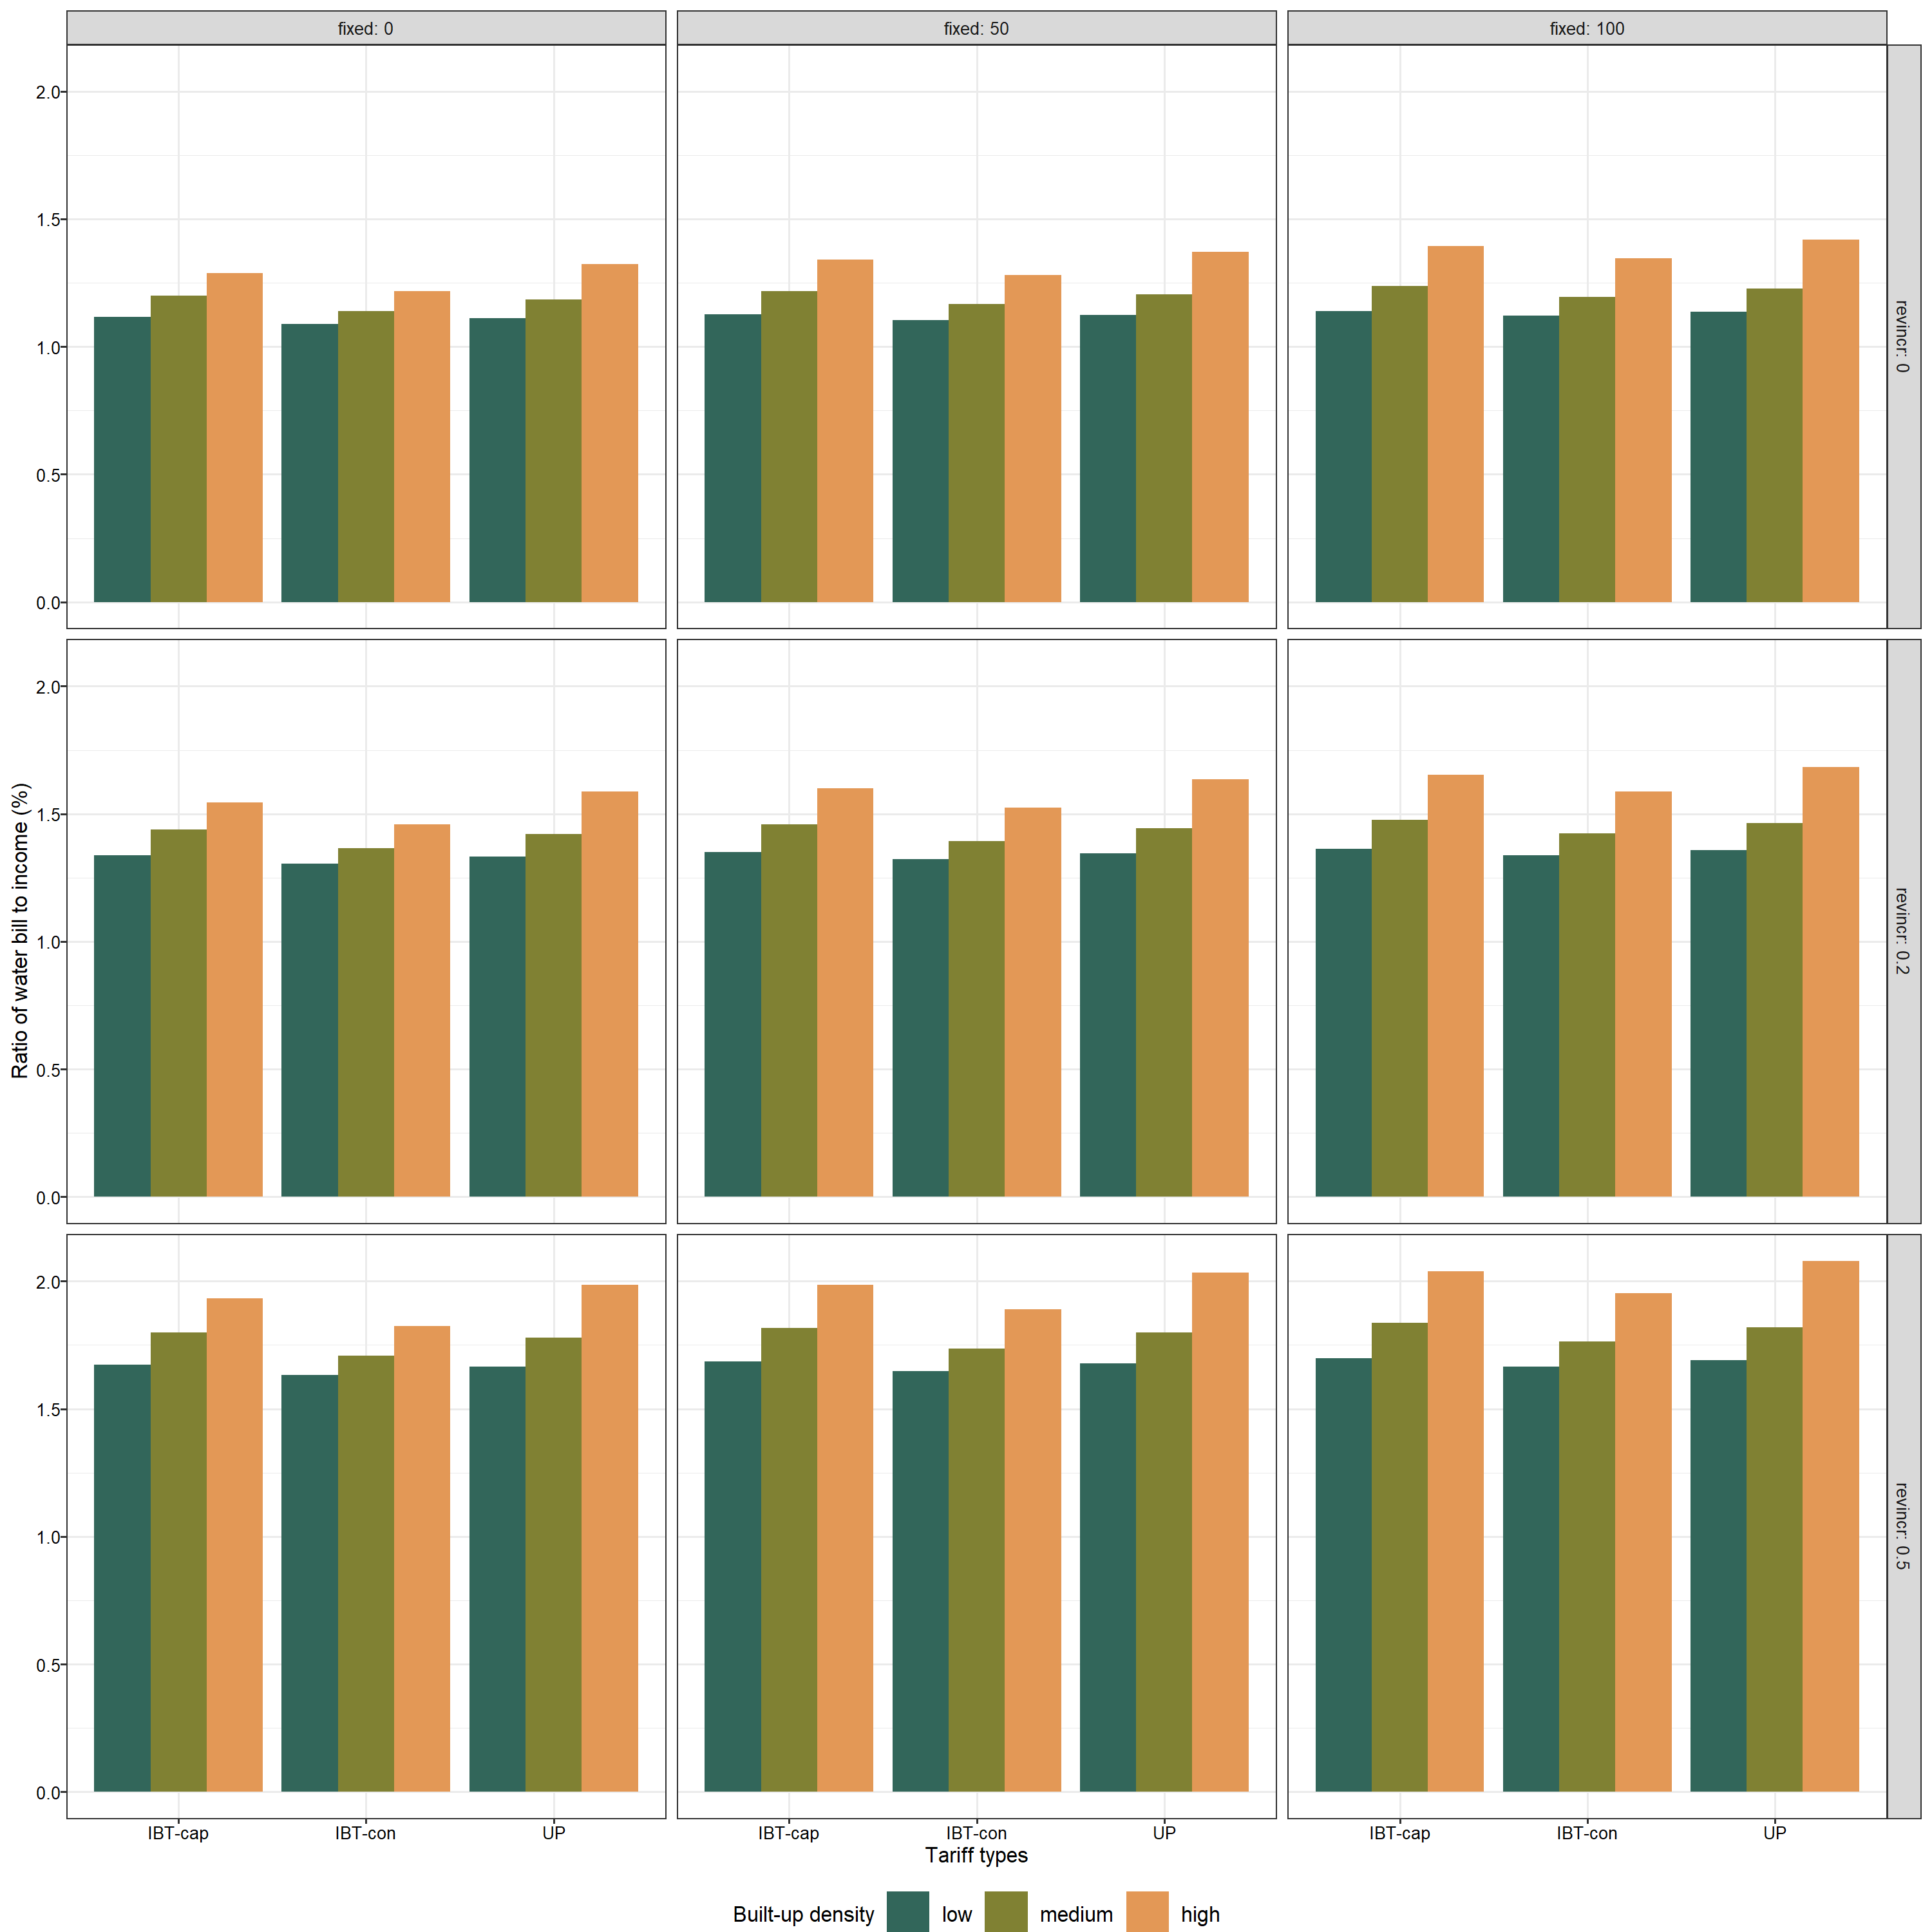 fixed: 0
fixed: 50
fixed: 100
2.0
1.5
1.0
0.5
0.0
revincr: 0
2.0
1.5
1.0
0.5
0.0
revincr: 0.2
2.0
1.5
1.0
0.5
0.0
revincr: 0.5
Ratio of water bill to income (%)
IBT-cap IBT-con UP
IBT-cap IBT-con UP
IBT-cap IBT-con UP
Tariff types
Built-up density low medium high